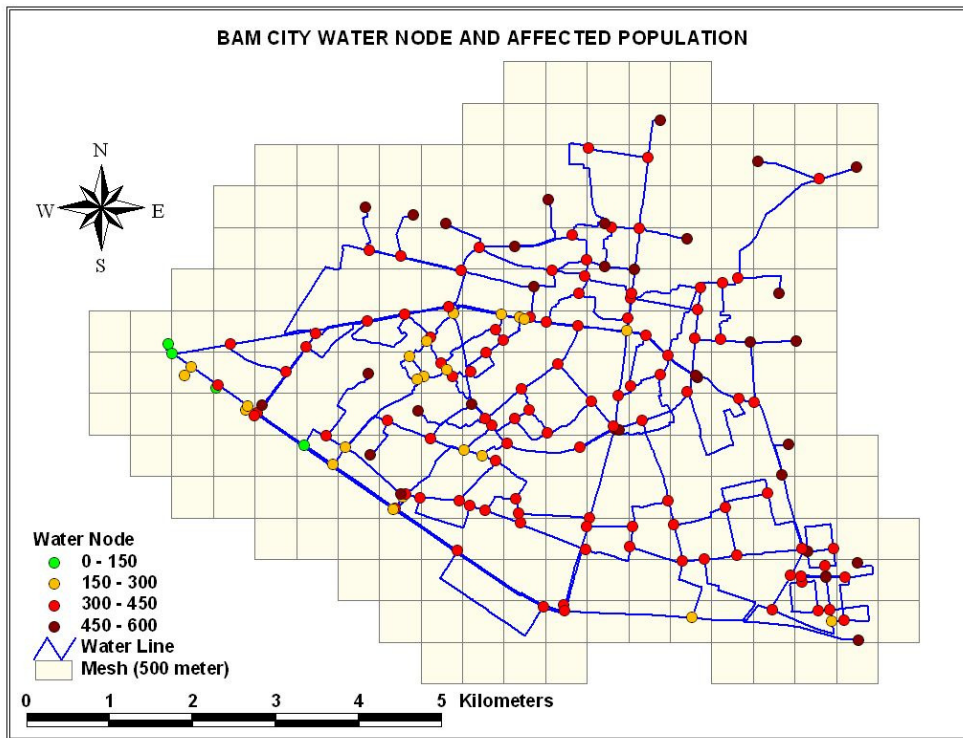 BAM CITY WATER NODE AND AFFECTED POPULATION
N
W E
S
Water Node
0 - 150
150 - 300
300 - 450
450 - 600
Water Line
Mesh (500 meter)
0 1 2 3 4 5 Kilometers